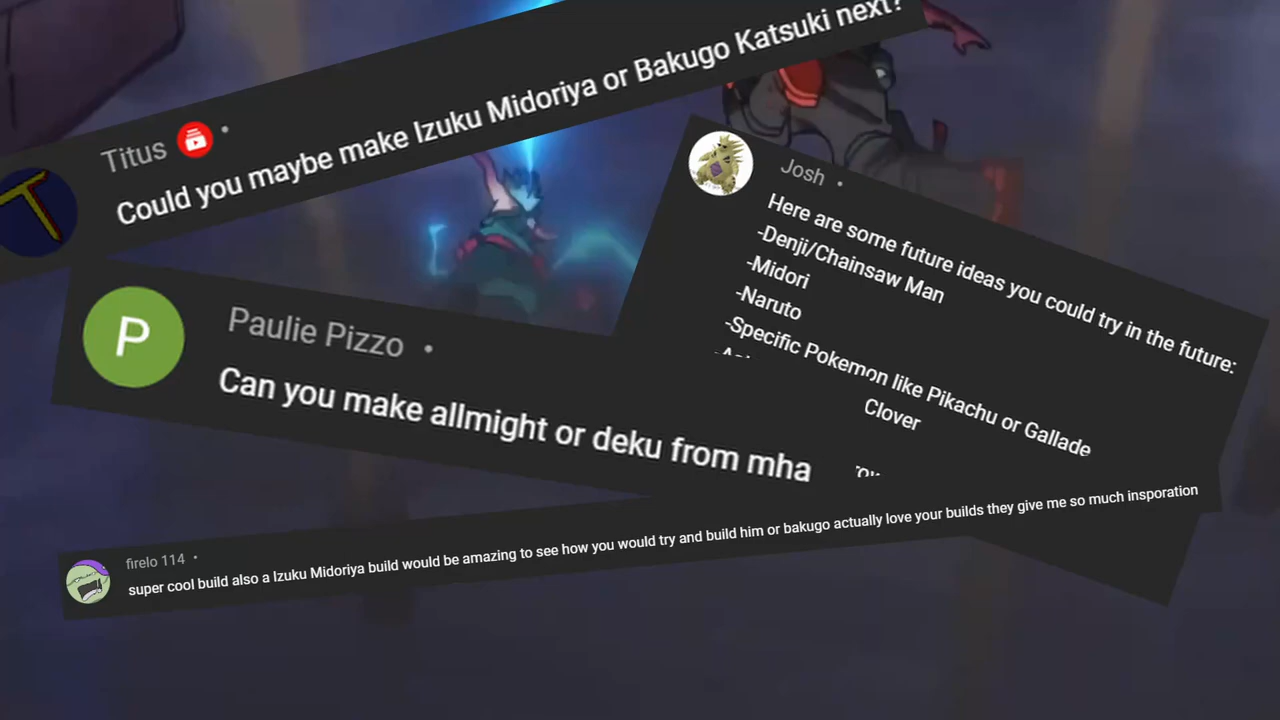 Titus
Could you maybe make Izuku Midoriya or Bakugo Katsuki next?
Josh
Here are some future ideas you could try in the future:
-Denji/Chainsaw Man
-Midori
-Naruto
-Specific Pokemon like Pikachu or Gallade
Clover
P
Paulie Pizzo
Can you make allmight or deku from mha
firelo 114
super cool build also a Izuku Midoriya build would be amazing to see how you would try and build him or bakugo actually love your builds they give me so much insporation